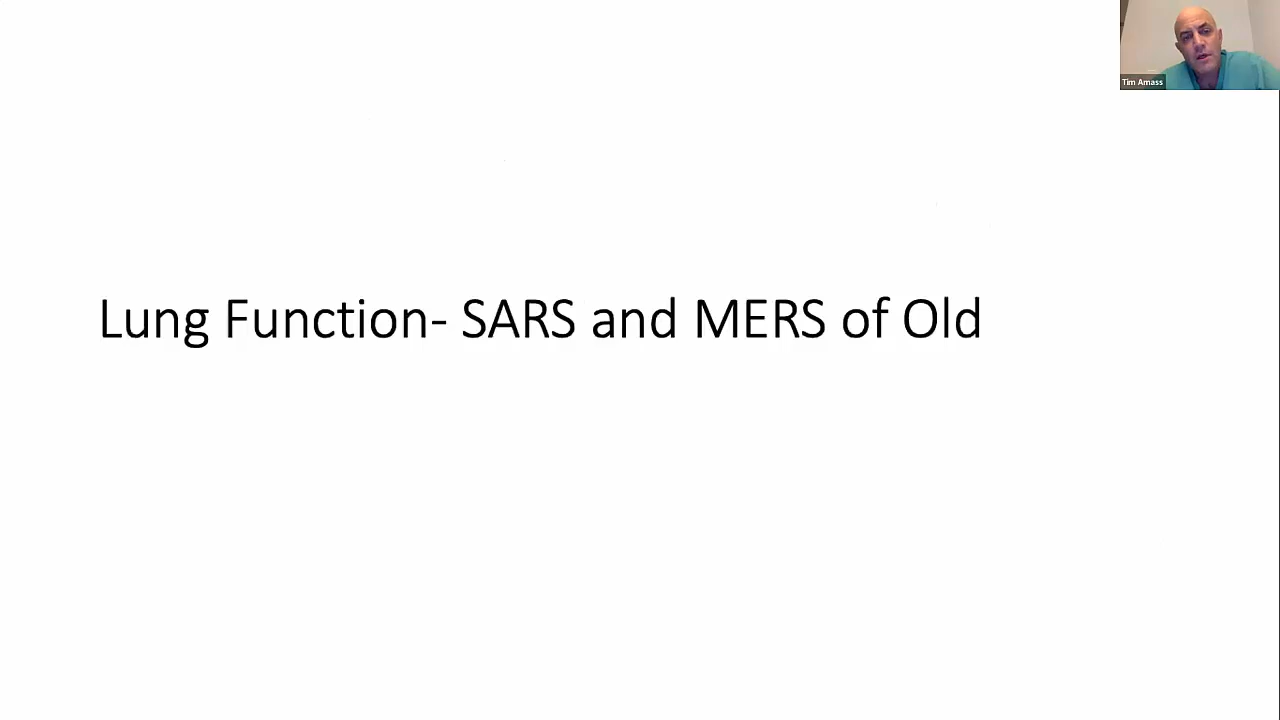 Tim Amass
Lung Function- SARS and MERS of Old